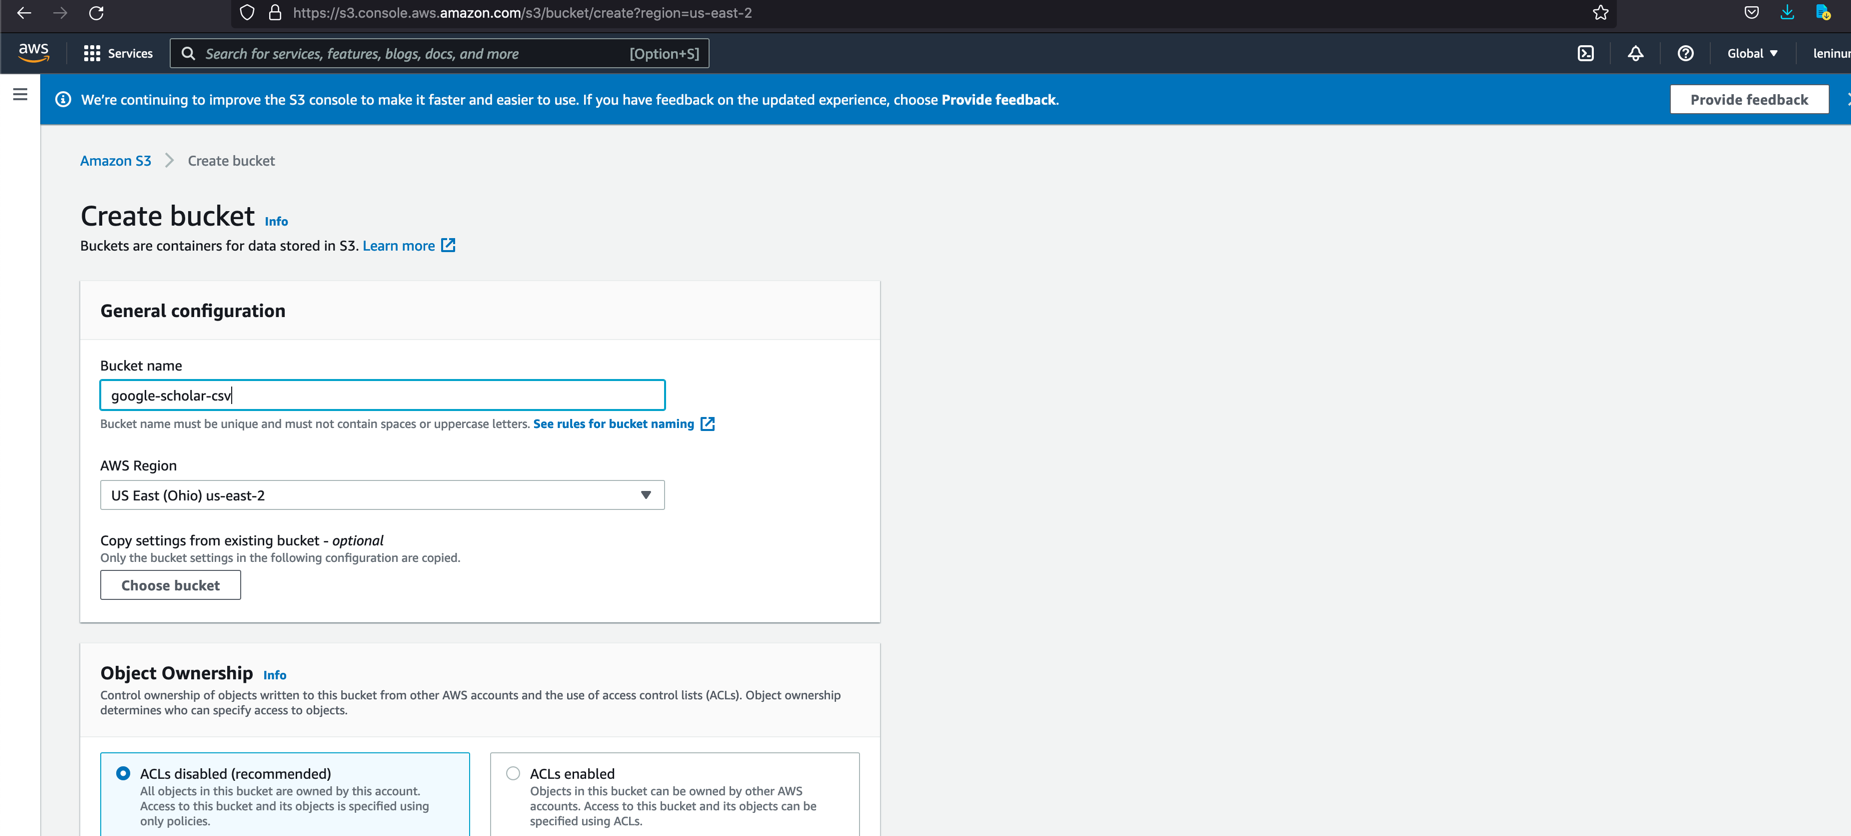 https://s3.console.aws.amazon.com/s3/bucket/create?region=us-east-2
aws
Services
Search for services, features, blogs, docs, and more
[Option+S]
Global
leninur
We’re continuing to improve the S3 console to make it faster and easier to use. If you have feedback on the updated experience, choose Provide feedback.
Provide feedback
Amazon S3
Create bucket
Create bucket Info
Buckets are containers for data stored in S3. Learn more
General configuration
Bucket name
google-scholar-csv
Bucket name must be unique and must not contain spaces or uppercase letters. See rules for bucket naming
AWS Region
US East (Ohio) us-east-2
Copy settings from existing bucket - optional
Only the bucket settings in the following configuration are copied.
Choose bucket
Object Ownership Info
Control ownership of objects written to this bucket from other AWS accounts and the use of access control lists (ACLs). Object ownership
determines who can specify access to objects.
ACLs disabled (recommended)
All objects in this bucket are owned by this account.
Access to this bucket and its objects is specified using
only policies.
ACLs enabled
Objects in this bucket can be owned by other AWS
accounts. Access to this bucket and its objects can be
specified using ACLs.